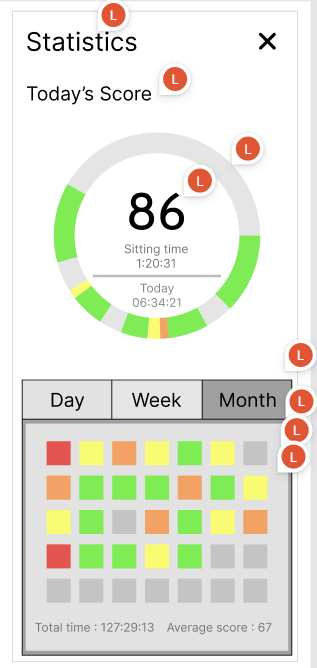 L
Statistics
L
Today's Score
L
L
86
Sitting time
1:20:31
Today
06:34:21
L
Day Week Month L
L
L
Total time : 127:29:13 Average score : 67